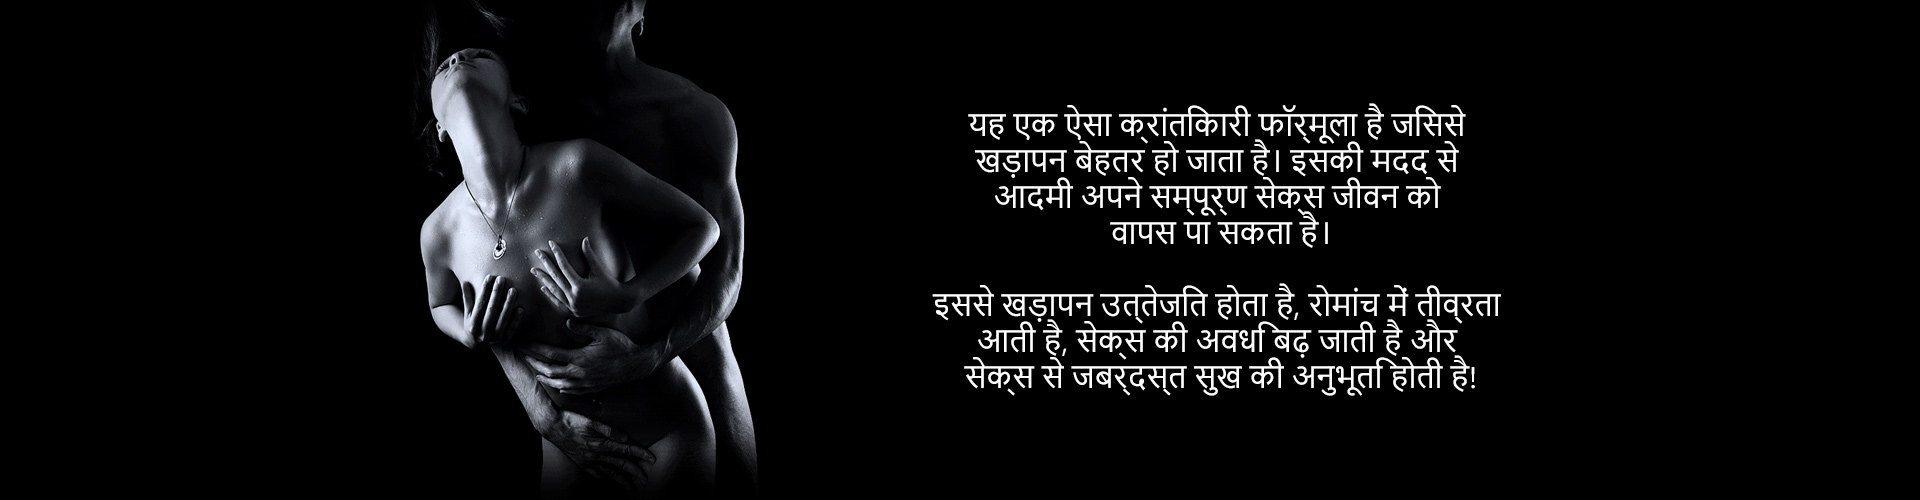 यह एक ऐसा क्रांतिकारी फॉर्मूला है जिससे
खड़ापन बेहतर हो जाता है। इसकी मदद से
आदमी अपने सम्पूर्ण सेक्स जीवन को
वापस पा सकता है।
इससे खड़ापन उत्तेजित होता है, रोमांच में तीव्रता
आती है, सेक्स की अवधि बढ़ जाती है और
सेक्स से जबर्दस्त सुख की अनुभूति होती है!